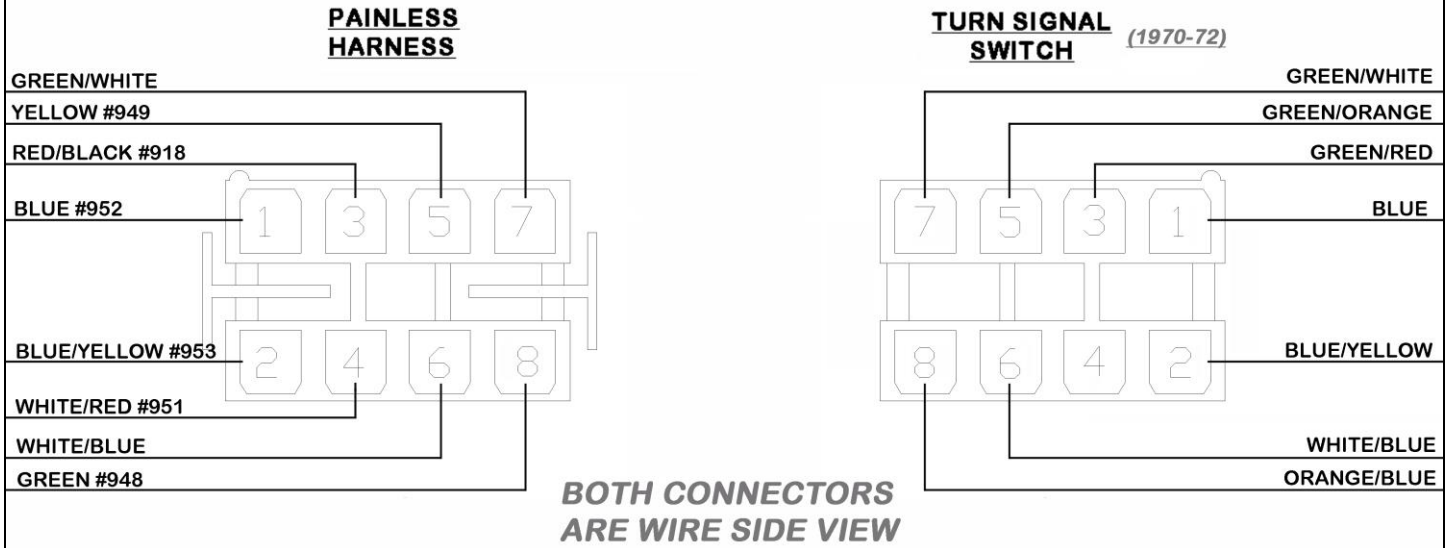 PAINLESS
HARNESS
GREEN/WHITE
YELLOW #949
RED/BLACK #918
BLUE #952
1 3 5 7
BLUE/YELLOW #953
2 4 6 8
WHITE/RED #951
WHITE/BLUE
GREEN #948
TURN SIGNAL (1970-72)
SWITCH
GREEN/WHITE
GREEN/ORANGE
GREEN/RED
BLUE
7 5 3 1
BLUE/YELLOW
8 6 4 2
WHITE/BLUE
ORANGE/BLUE
BOTH CONNECTORS
ARE WIRE SIDE VIEW